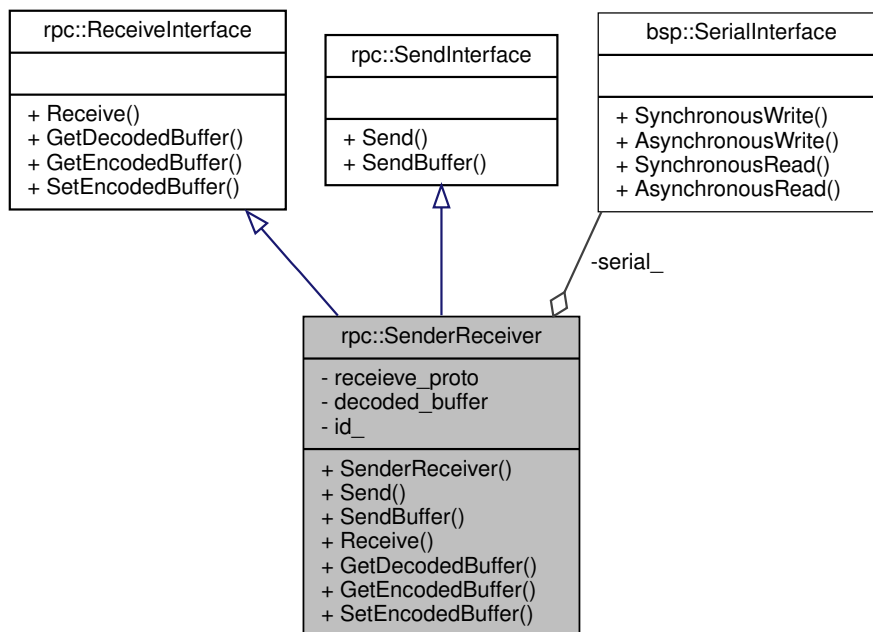 rpc::ReceiveInterface
+ Receive()
+ GetDecodedBuffer()
+ GetEncodedBuffer()
+ SetEncodedBuffer()
rpc::SendInterface
+ Send()
+ SendBuffer()
bsp::SerialInterface
+ SynchronousWrite()
+ AsynchronousWrite()
+ SynchronousRead()
+ AsynchronousRead()
-serial_
rpc::SenderReceiver
- receieve_proto
- decoded_buffer
- id_
+ SenderReceiver()
+ Send()
+ SendBuffer()
+ Receive()
+ GetDecodedBuffer()
+ GetEncodedBuffer()
+ SetEncodedBuffer()